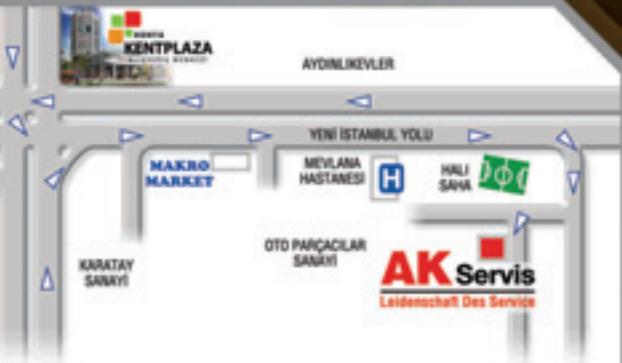 KONYA
KENTPLAZA
AYDINLIKEVLER
YENİ İSTANBUL YOLU
MAKRO
MARKET
MEVLANA
HASTANESİ
H
HALI
SAHA
KARATAY
SANAYİ
OTO PARÇACILAR
SANAYİ
AK Servis
Leidenschaft Des Service